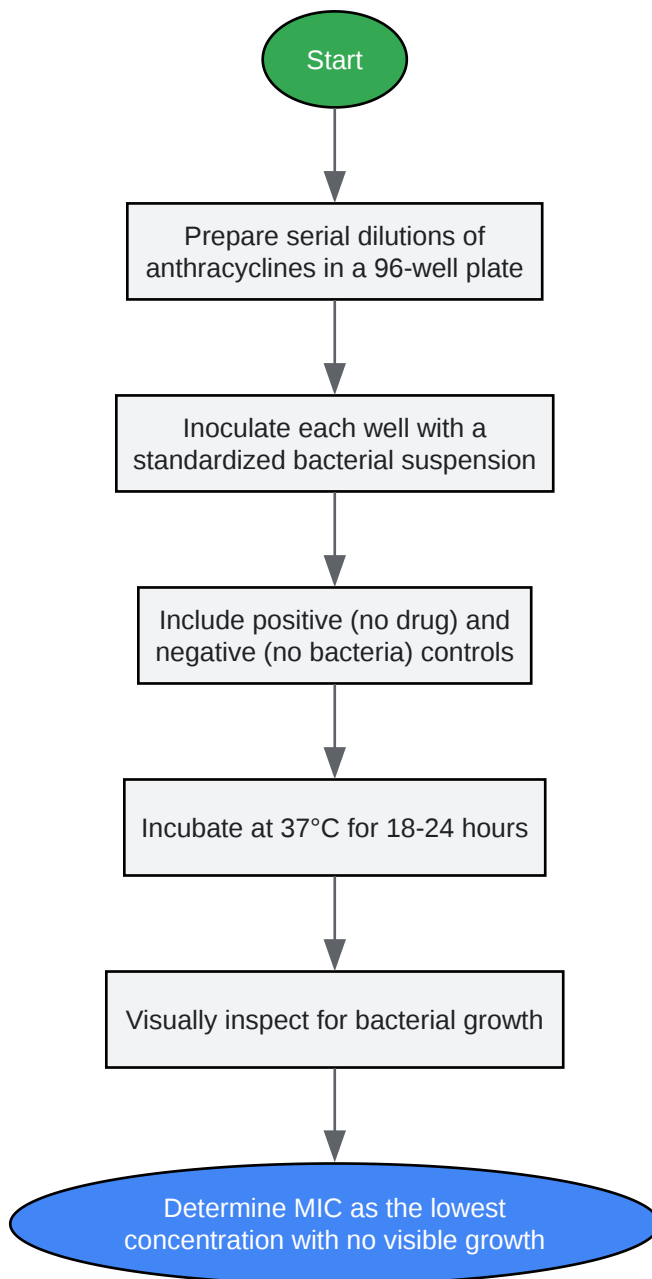 Start
Prepare serial dilutions of
anthracyclines in a 96-well plate
Inoculate each well with a
standardized bacterial suspension
Include positive (no drug) and
negative (no bacteria) controls
Incubate at 37°C for 18-24 hours
Visually inspect for bacterial growth
Determine MIC as the lowest
concentration with no visible growth